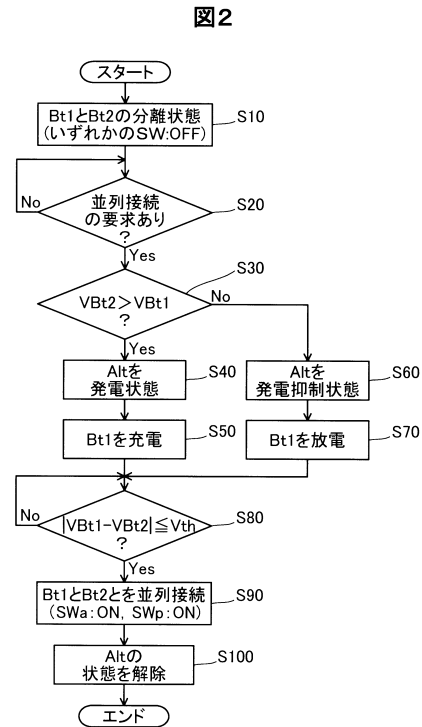 図2
スタート
Bt1とBt2の分離状態
(いずれかのSW:OFF)
S10
No
並列接続
の要求あり
?
S20
Yes
S30
VBt2>VBt1
?
No
Yes
Altを
発電状態
S40
Altを
発電抑制状態
S60
Bt1を充電
S50
Bt1を放電
S70
No
|VBt1-VBt2|≦Vth
?
S80
Yes
Bt1とBt2とを並列接続
(SWa:ON, SWp:ON)
S90
Altの
状態を解除
S100
エンド